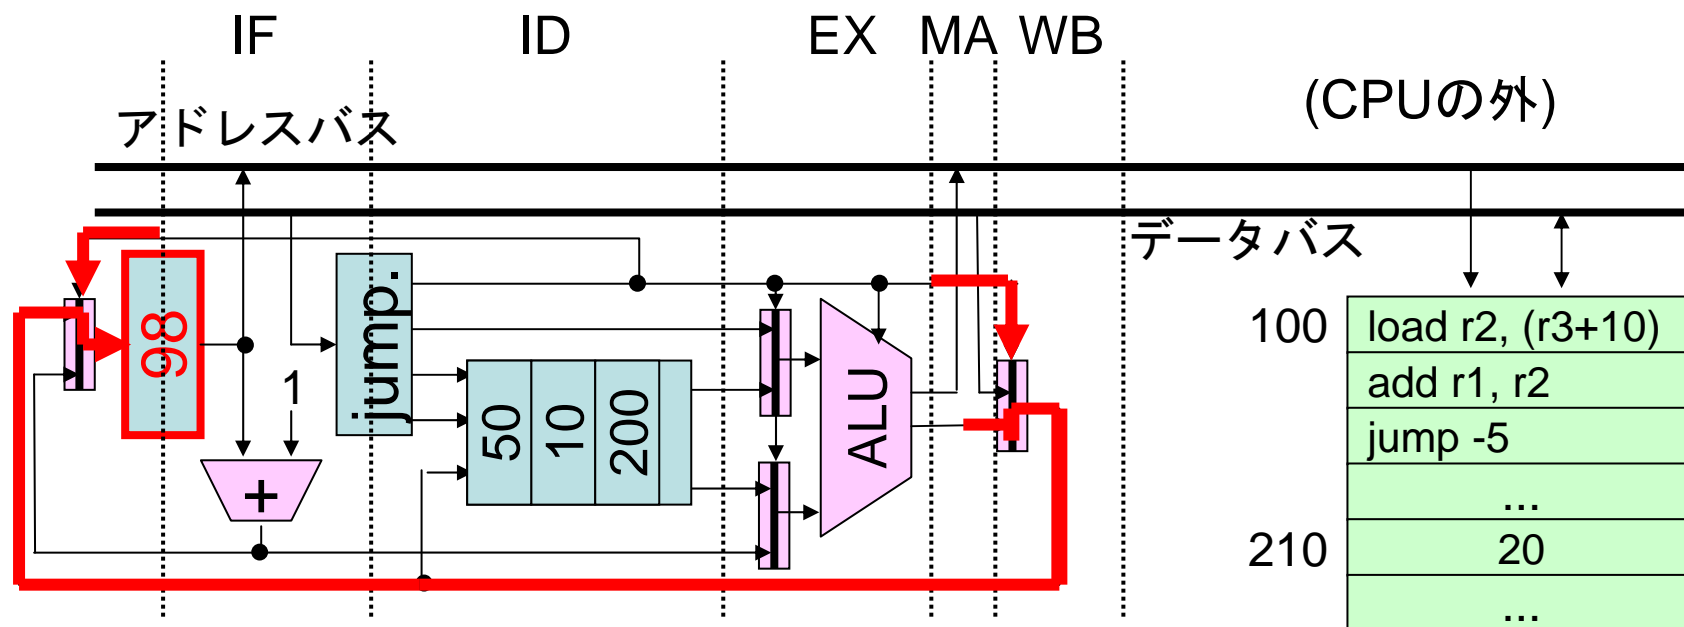 IF ID EX MA WB
(CPUの外)
アドレスバス
データバス
98
jump.
1
+
50 10 200
ALU
100 load r2, (r3+10)
add r1, r2
jump -5
...
210 20
...